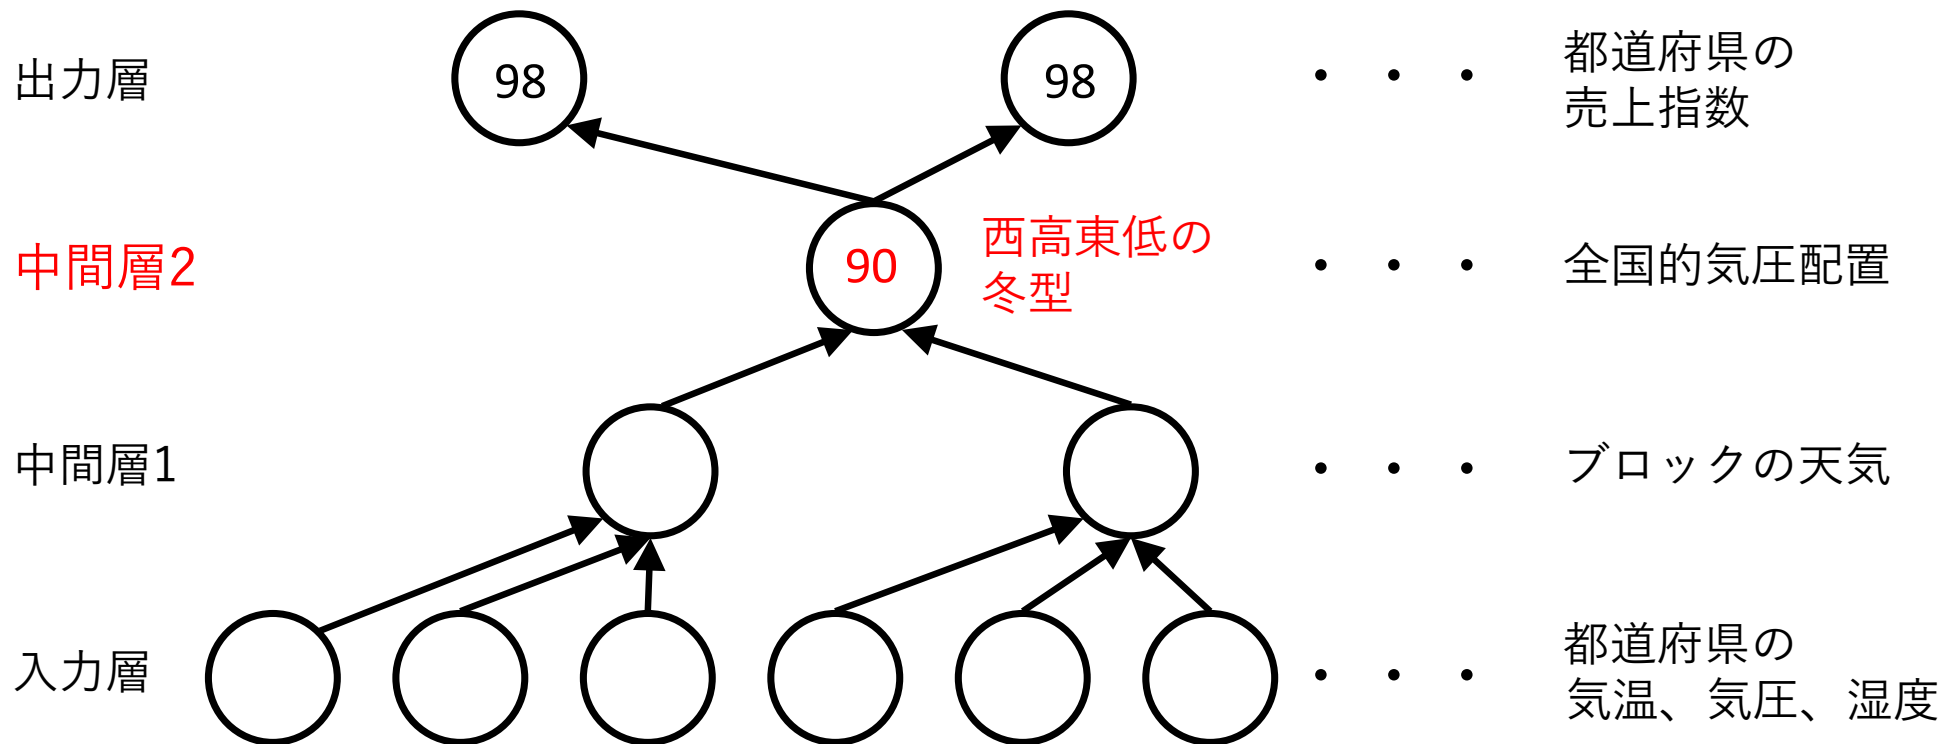 出力層
98
98
・・・
都道府県の
売上指数
中間層2
90
西高東低の
冬型
・・・
全国的気圧配置
中間層1
・・・
ブロックの天気
入力層
・・・
都道府県の
気温、気圧、湿度